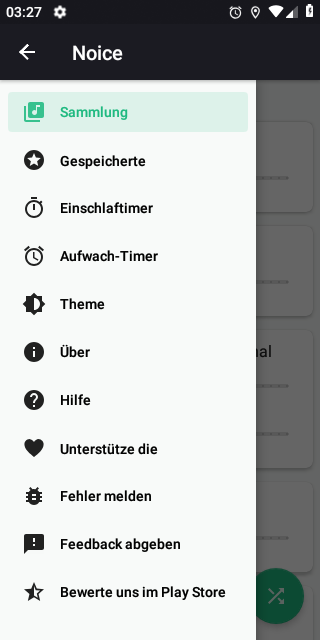 03:27
Noice
Sammlung
Gespeicherte
Einschlaftimer
Aufwach-Timer
Theme
Über
Hilfe
Unterstütze die
Fehler melden
Feedback abgeben
Bewerte uns im Play Store